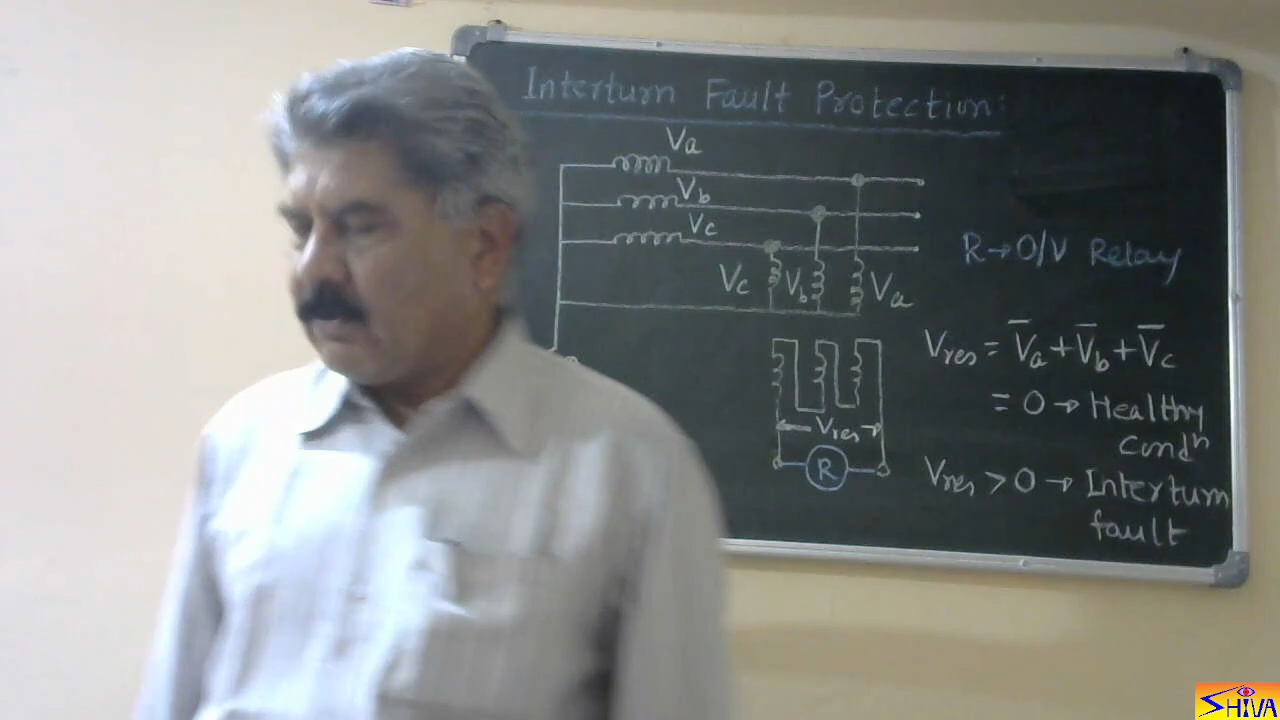 Interturn Fault Protection:
Va
Vb
Vc
Vc Vb Va
R→O/V Relay
Vres = V̅a + V̅b + V̅c
= 0 → Healthy
condⁿ
Vres
R
Vres > 0 → Interturn
fault
SHIVA